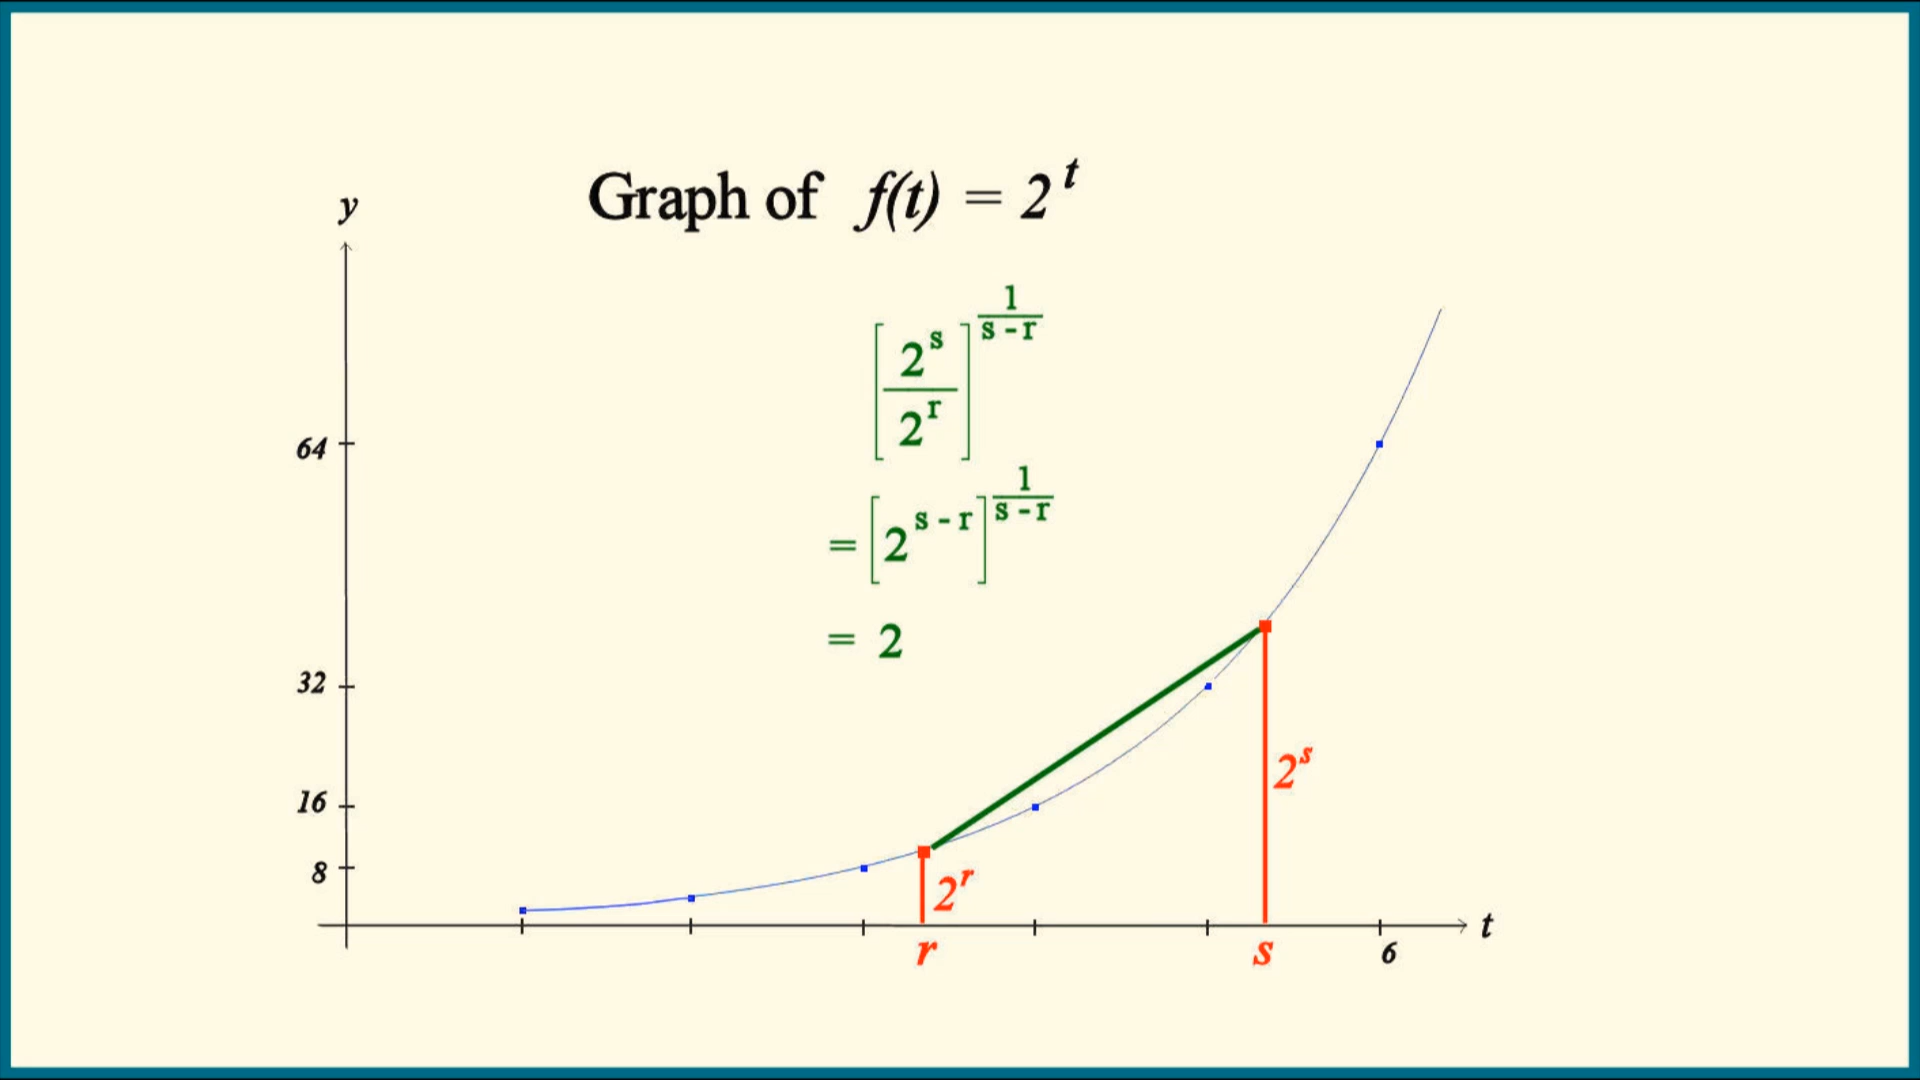 Graph of f(t) = 2^t
y
[2^s / 2^r]^(1/(s-r))
= [2^(s-r)]^(1/(s-r))
= 2
64
32
16
8
2^s
2^r
t
r
s
6